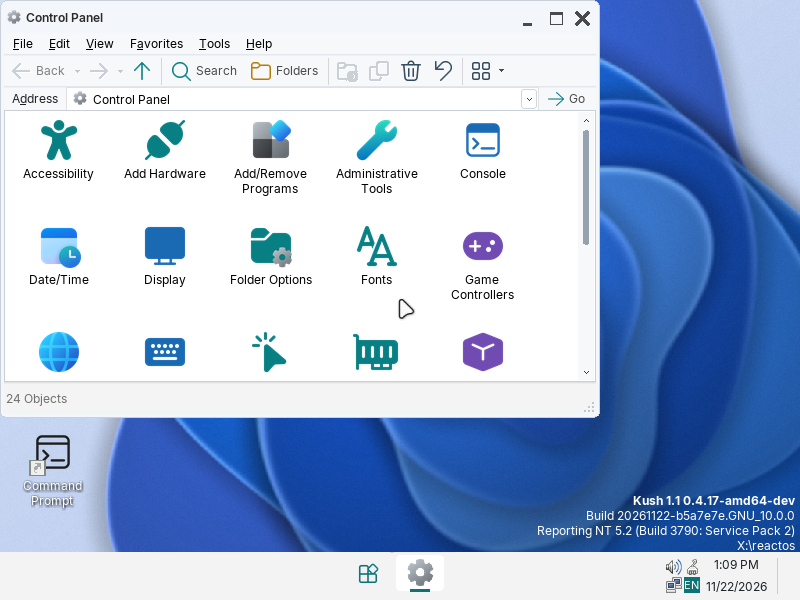 Control Panel
File Edit View Favorites Tools Help
Back Search Folders
Address Control Panel Go
Accessibility Add Hardware Add/Remove Programs Administrative Tools Console
Date/Time Display Folder Options Fonts Game Controllers
24 Objects
Command
Prompt
Kush 1.1 0.4.17-amd64-dev
Build 20261122-b5a7e7e.GNU_10.0.0
Reporting NT 5.2 (Build 3790: Service Pack 2)
X:\reactos
1:09 PM
EN 11/22/2026